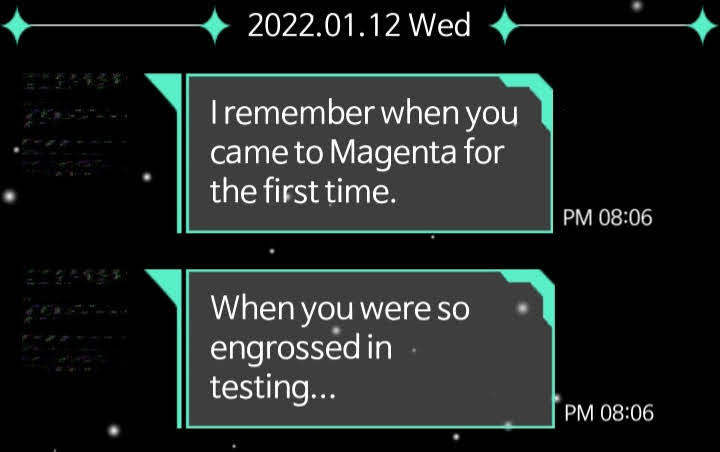 2022.01.12 Wed
I remember when you
came to Magenta for
the first time.
PM 08:06
When you were so
engrossed in
testing...
PM 08:06